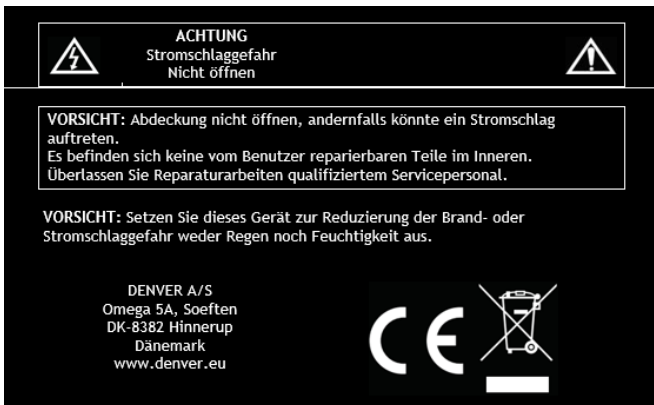 ACHTUNG
Stromschlaggefahr
Nicht öffnen
VORSICHT: Abdeckung nicht öffnen, andernfalls könnte ein Stromschlag
auftreten.
Es befinden sich keine vom Benutzer reparierbaren Teile im Inneren.
Überlassen Sie Reparaturarbeiten qualifiziertem Servicepersonal.
VORSICHT: Setzen Sie dieses Gerät zur Reduzierung der Brand- oder
Stromschlaggefahr weder Regen noch Feuchtigkeit aus.
DENVER A/S
Omega 5A, Soeften
DK-8382 Hinnerup
Dänemark
www.denver.eu
CE